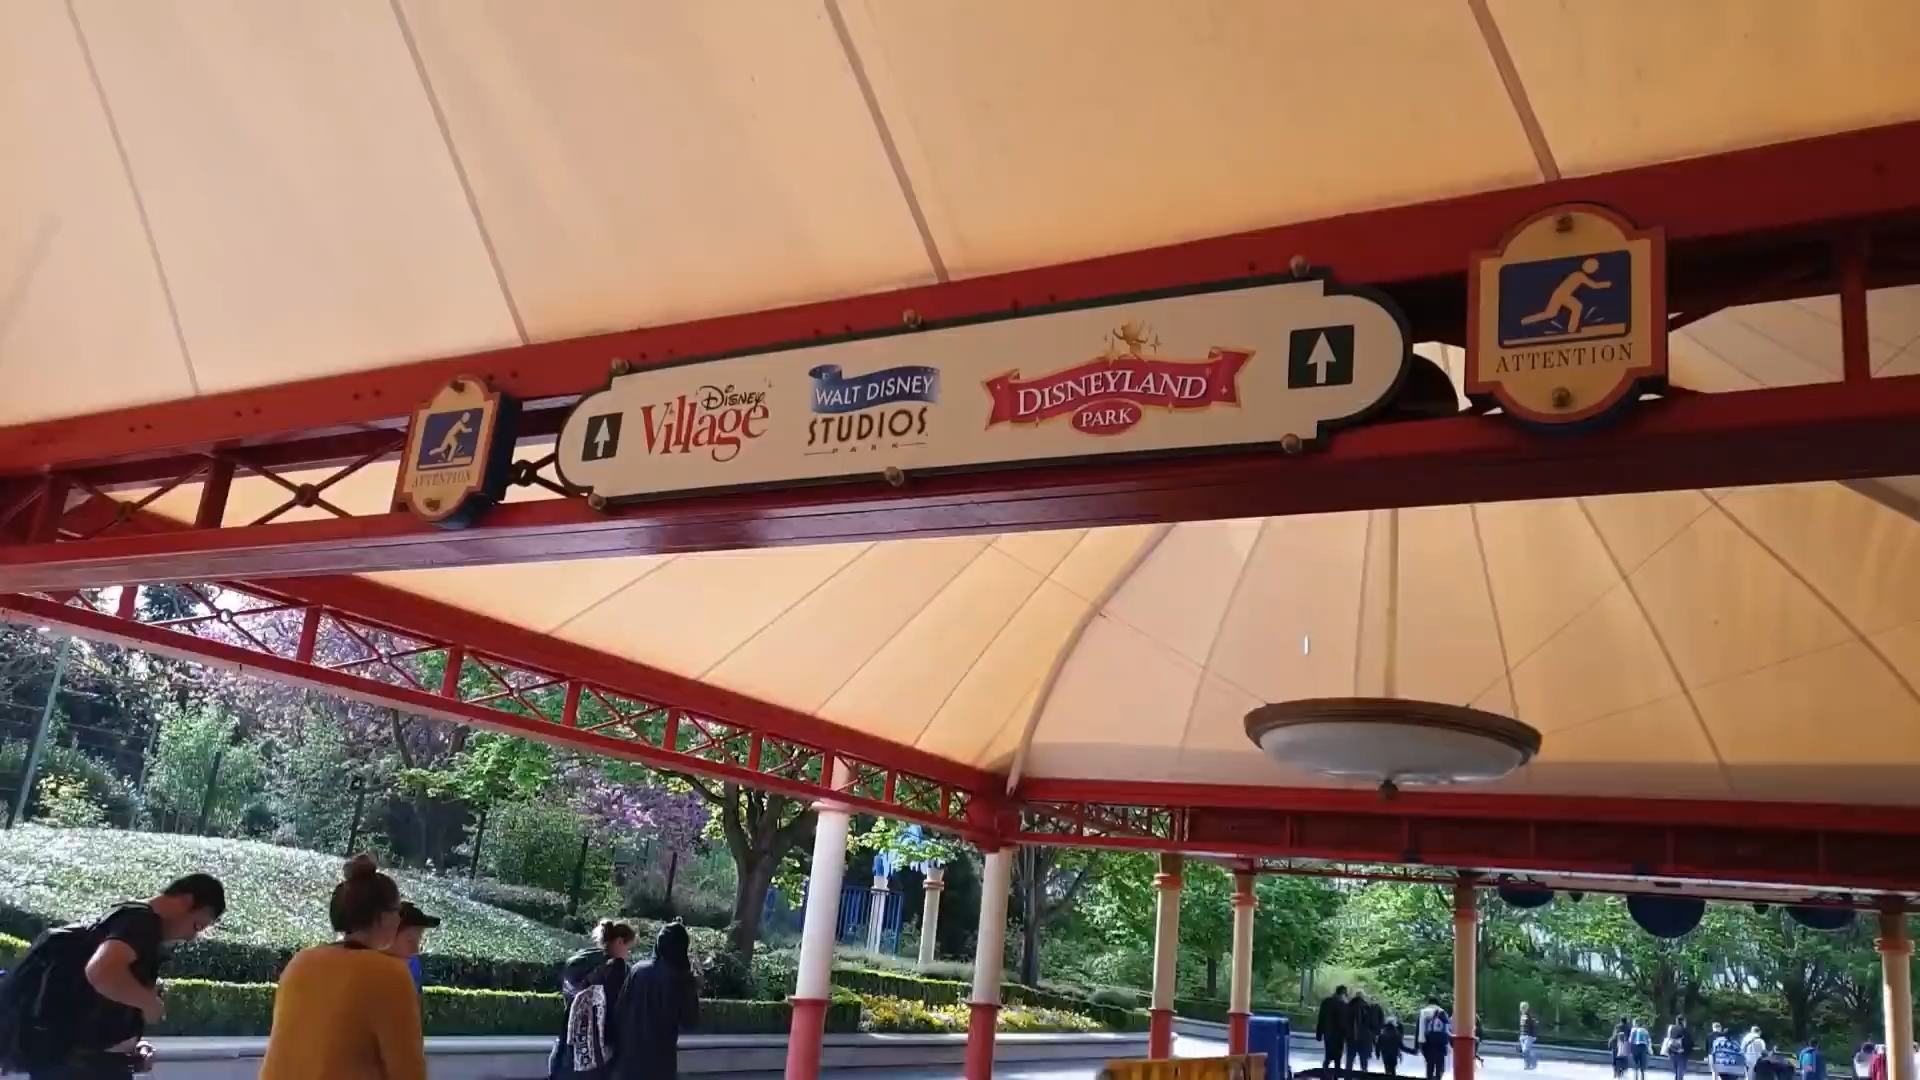 ATTENTION
Disney
Village
WALT DISNEY
STUDIOS
PARK
DISNEYLAND
PARK
ATTENTION